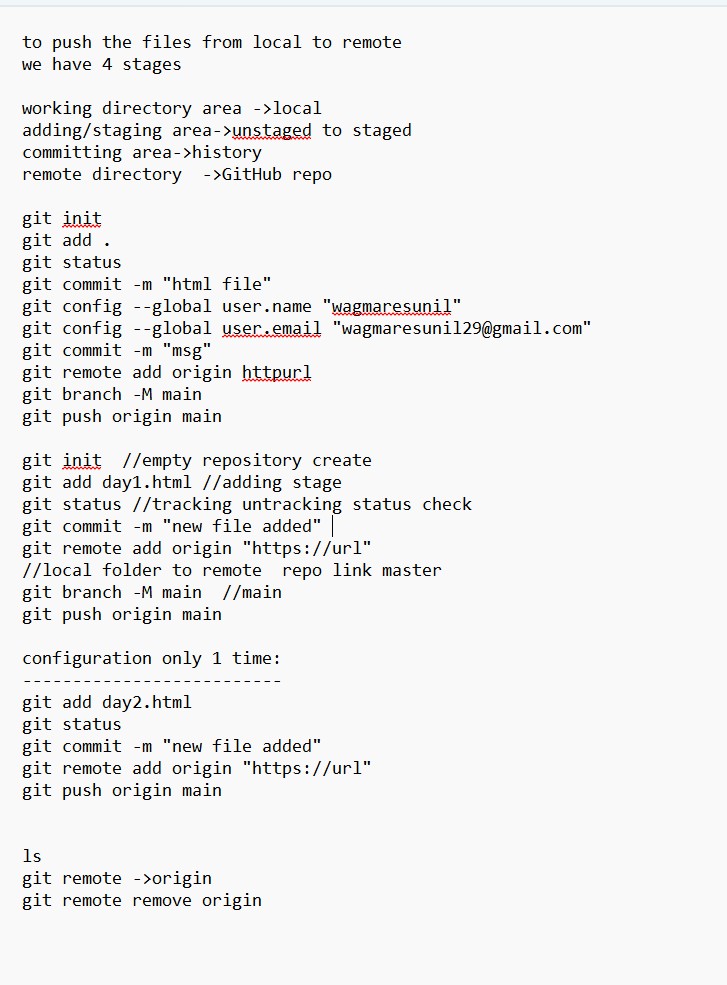 to push the files from local to remote
we have 4 stages
working directory area ->local
adding/staging area->unstaged to staged
committing area->history
remote directory  ->GitHub repo
git init
git add .
git status
git commit -m "html file"
git config --global user.name "wagmaresunil"
git config --global user.email "wagmaresunil29@gmail.com"
git commit -m "msg"
git remote add origin httpurl
git branch -M main
git push origin main
git init  //empty repository create
git add day1.html //adding stage
git status //tracking untracking status check
git commit -m "new file added"
git remote add origin "https://url"
//local folder to remote  repo link master
git branch -M main  //main
git push origin main
configuration only 1 time:
--------------------------
git add day2.html
git status
git commit -m "new file added"
git remote add origin "https://url"
git push origin main
ls
git remote ->origin
git remote remove origin